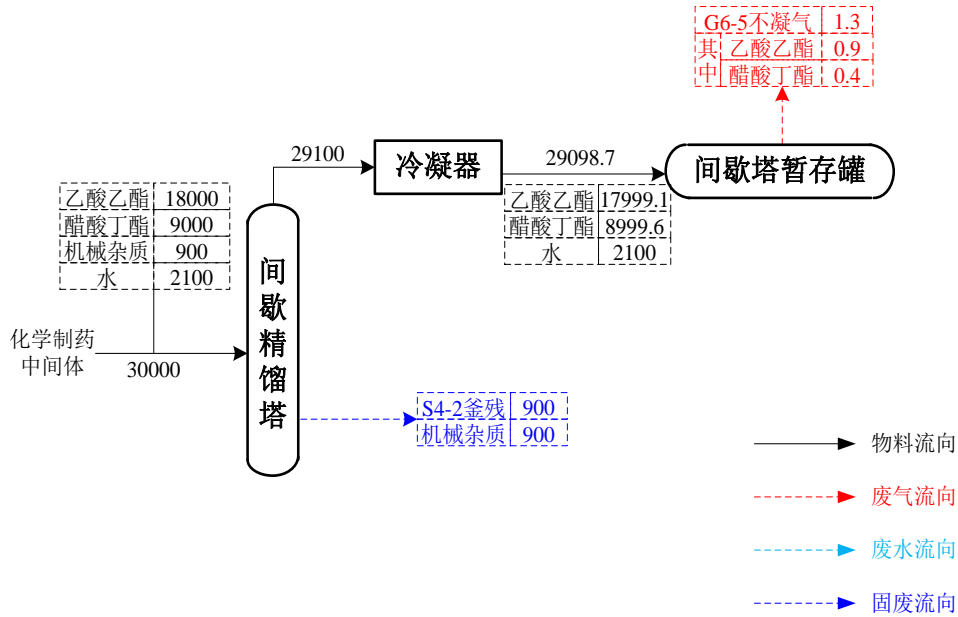 G6-5不凝气 1.3
其中 乙酸乙酯 0.9
醋酸丁酯 0.4
29100
冷凝器
29098.7
间歇塔暂存罐
乙酸乙酯 17999.1
醋酸丁酯 8999.6
水 2100
乙酸乙酯 18000
醋酸丁酯 9000
机械杂质 900
水 2100
间歇精馏塔
化学制药
中间体
30000
S4-2釜残 900
机械杂质 900
物料流向
废气流向
废水流向
固废流向